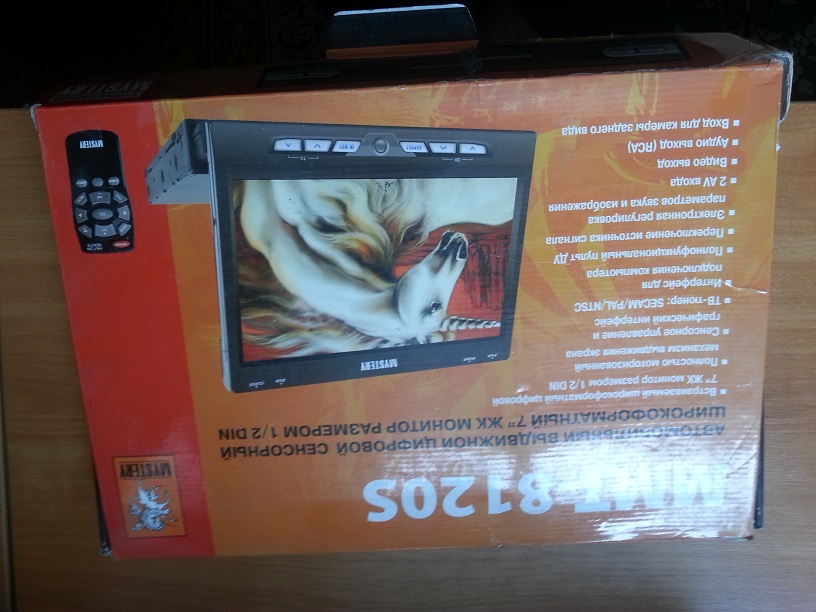 MMT-8120S
MYSTERY
АВТОМОБИЛЬНЫЙ ВЫДВИЖНОЙ ЦИФРОВОЙ СЕНСОРНЫЙ
ШИРОКОФОРМАТНЫЙ 7" ЖК МОНИТОР РАЗМЕРОМ 1/2 DIN
Встраиваемый широкоформатный цифровой
7" ЖК монитор размером 1/2 DIN
Полностью моторизованный
механизм выдвижения экрана
Сенсорное управление и
графический интерфейс
ТВ-тюнер: SECAM/PAL/NTSC
Интерфейс для
подключения компьютера
Полнофункциональный пульт ДУ
Переключение источника сигнала
Электронная регулировка
параметров звука и изображения
2 AV входа
Видео выход
Аудио выход (RCA)
Вход для камеры заднего вида
MYSTERY
ASPECT
MYSTERY
MYSTERY